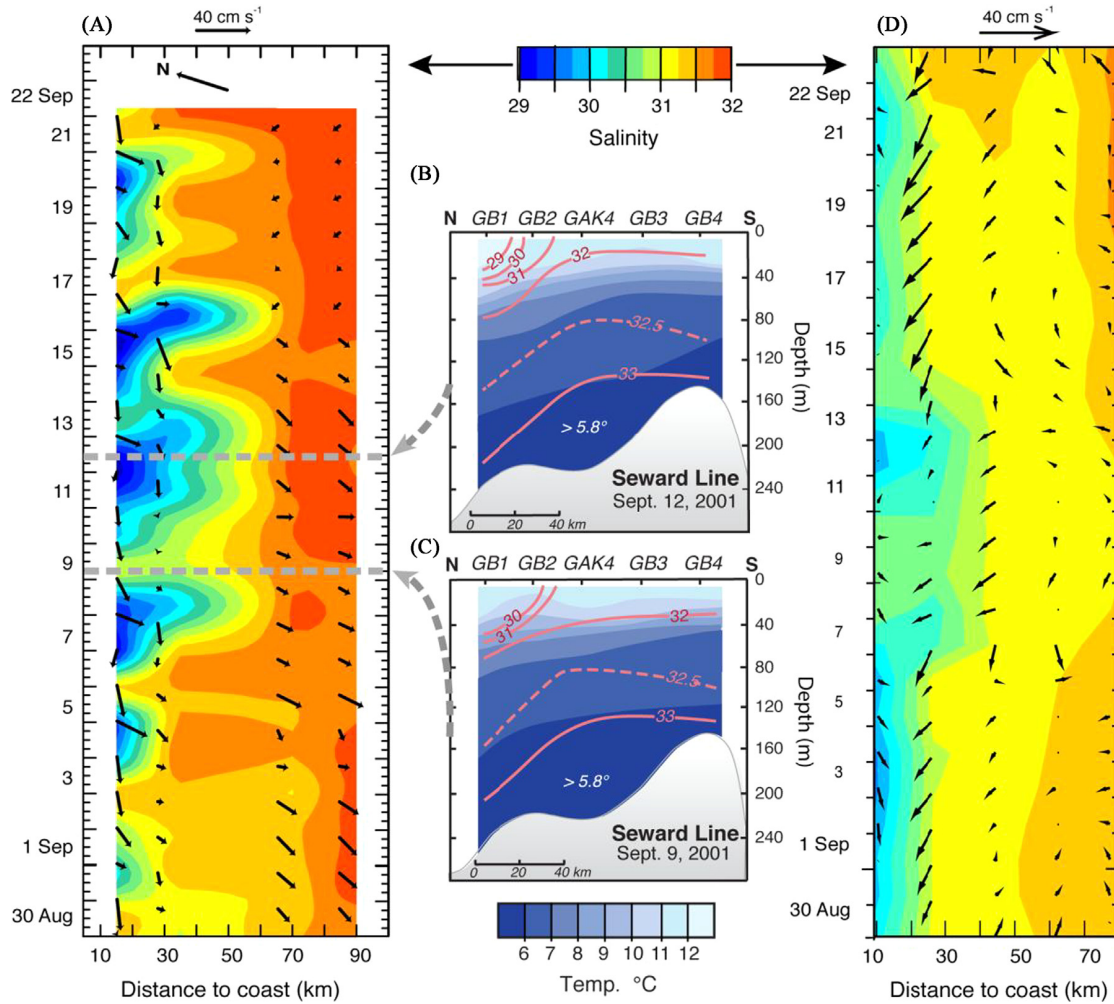 40 cm s⁻¹
(A)
N
22 Sep
21
19
17
15
13
11
9
7
5
3
1 Sep
30 Aug
10 30 50 70 90
Distance to coast (km)
29 30 31 32
Salinity
(B)
N GB1 GB2 GAK4 GB3 GB4 S
0
40
80
120
160
200
240
Depth (m)
29
30
31
32
32.5
33
> 5.8°
Seward Line
Sept. 12, 2001
0 20 40 km
(C)
N GB1 GB2 GAK4 GB3 GB4 S
0
40
80
120
160
200
240
Depth (m)
30
31
32
32.5
33
> 5.8°
Seward Line
Sept. 9, 2001
0 20 40 km
6 7 8 9 10 11 12
Temp. °C
40 cm s⁻¹
(D)
22 Sep
21
19
17
15
13
11
9
7
5
3
1 Sep
30 Aug
10 30 50 70
Distance to coast (km)